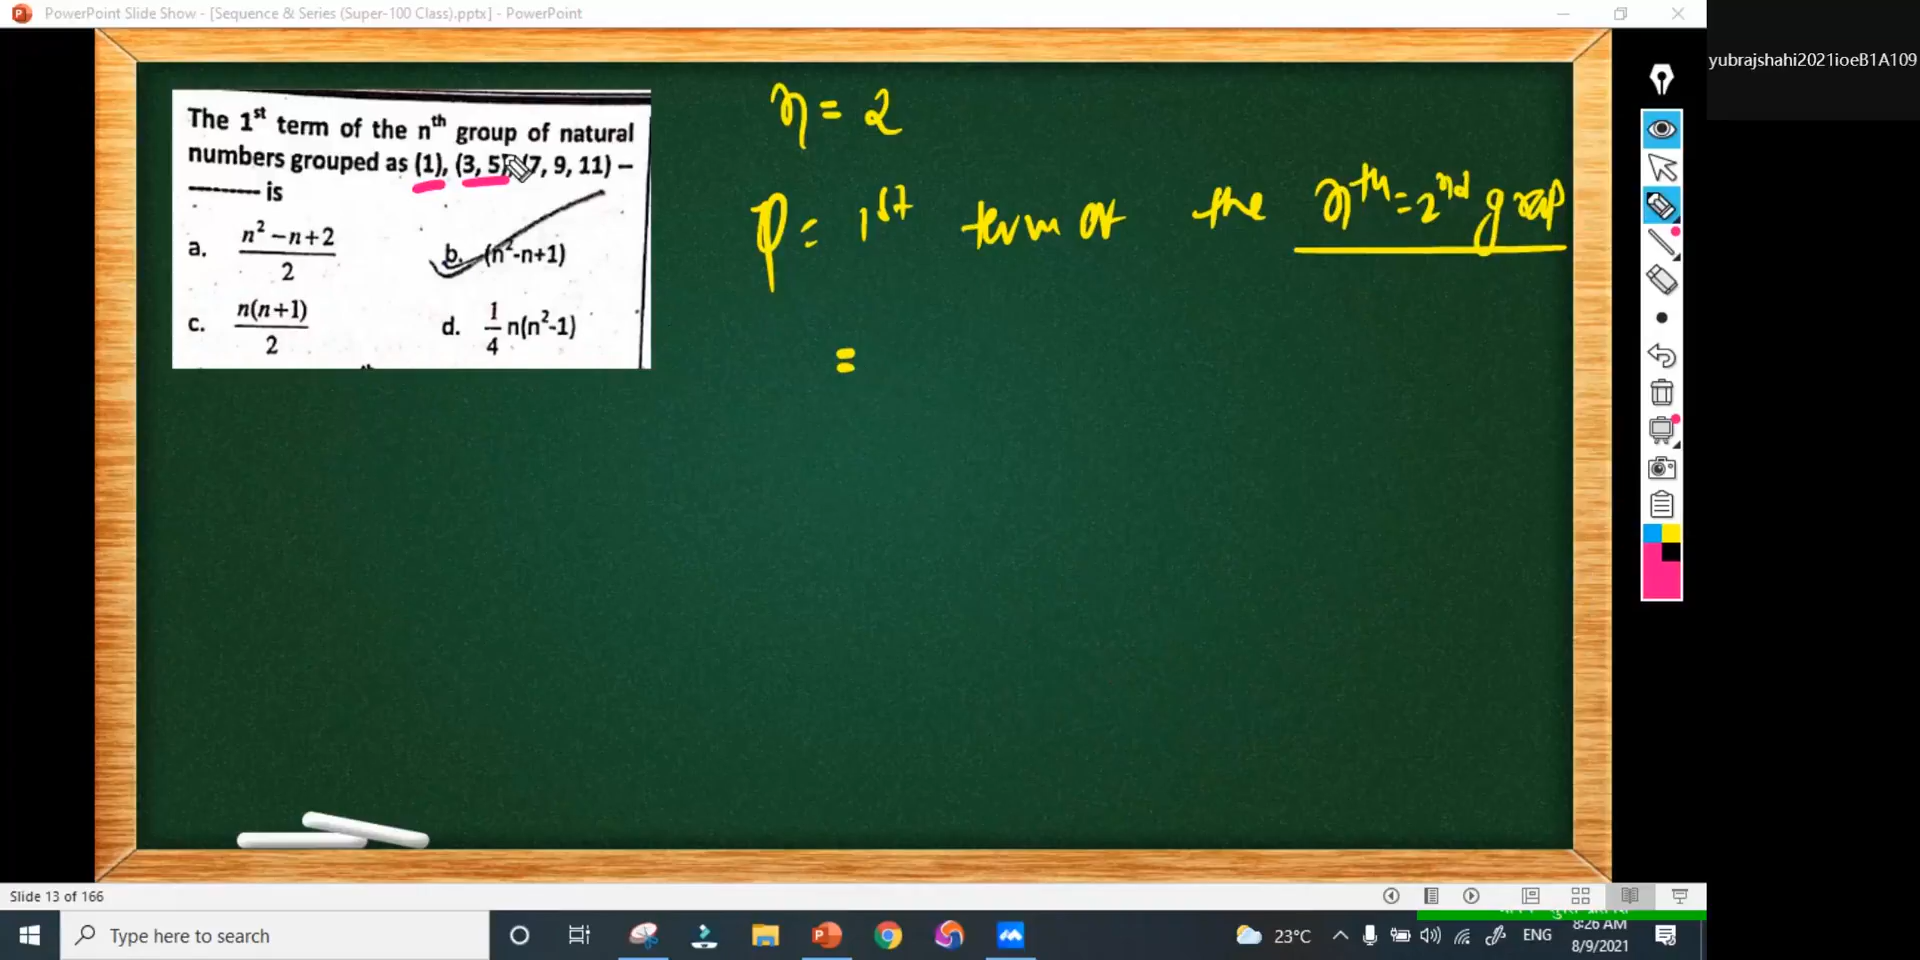 PowerPoint Slide Show - [Sequence & Series (Super-100 Class).pptx] - PowerPoint
yubrajshahi2021ioeB1A109
The 1st term of the nth group of natural
numbers grouped as (1), (3, 5), (7, 9, 11) –
--------- is
a. n² – n + 2 / 2
b. (n²-n+1)
c. n(n+1) / 2
d. 1/4 n(n²-1)
n = 2
P = 1st term of the nth = 2nd group
=
Slide 13 of 166
Type here to search
23°C
ENG
8:26 AM
8/9/2021